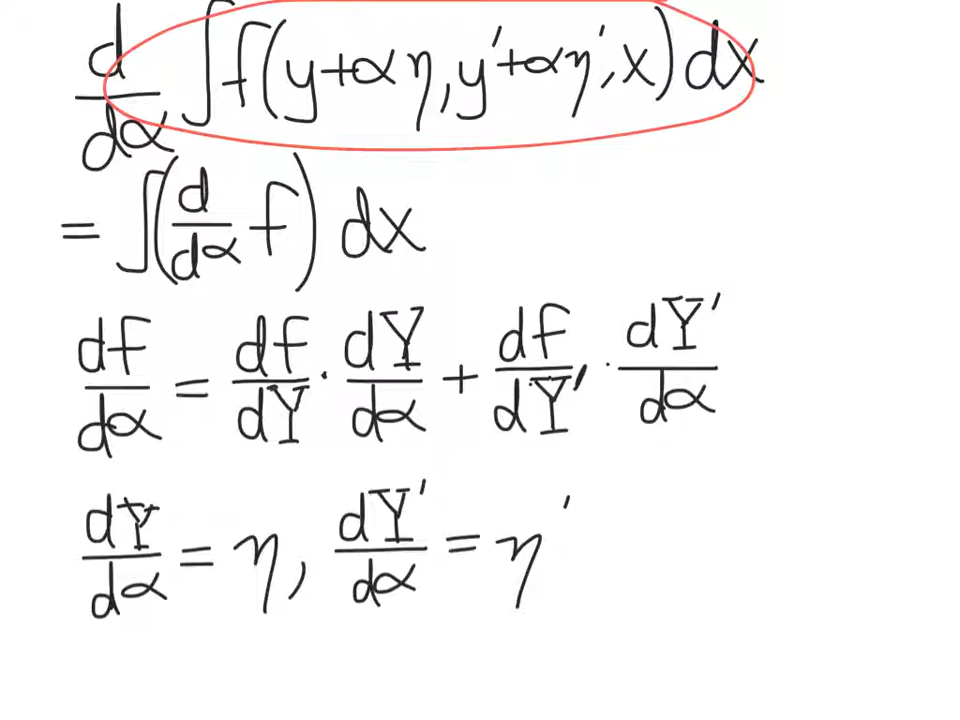 d/dα ∫f(y+αη, y'+αη', x) dx
= ∫(d/dα f) dx
df/dα = df/dY · dY/dα + df/dY' · dY'/dα
dY/dα = η, dY'/dα = η'